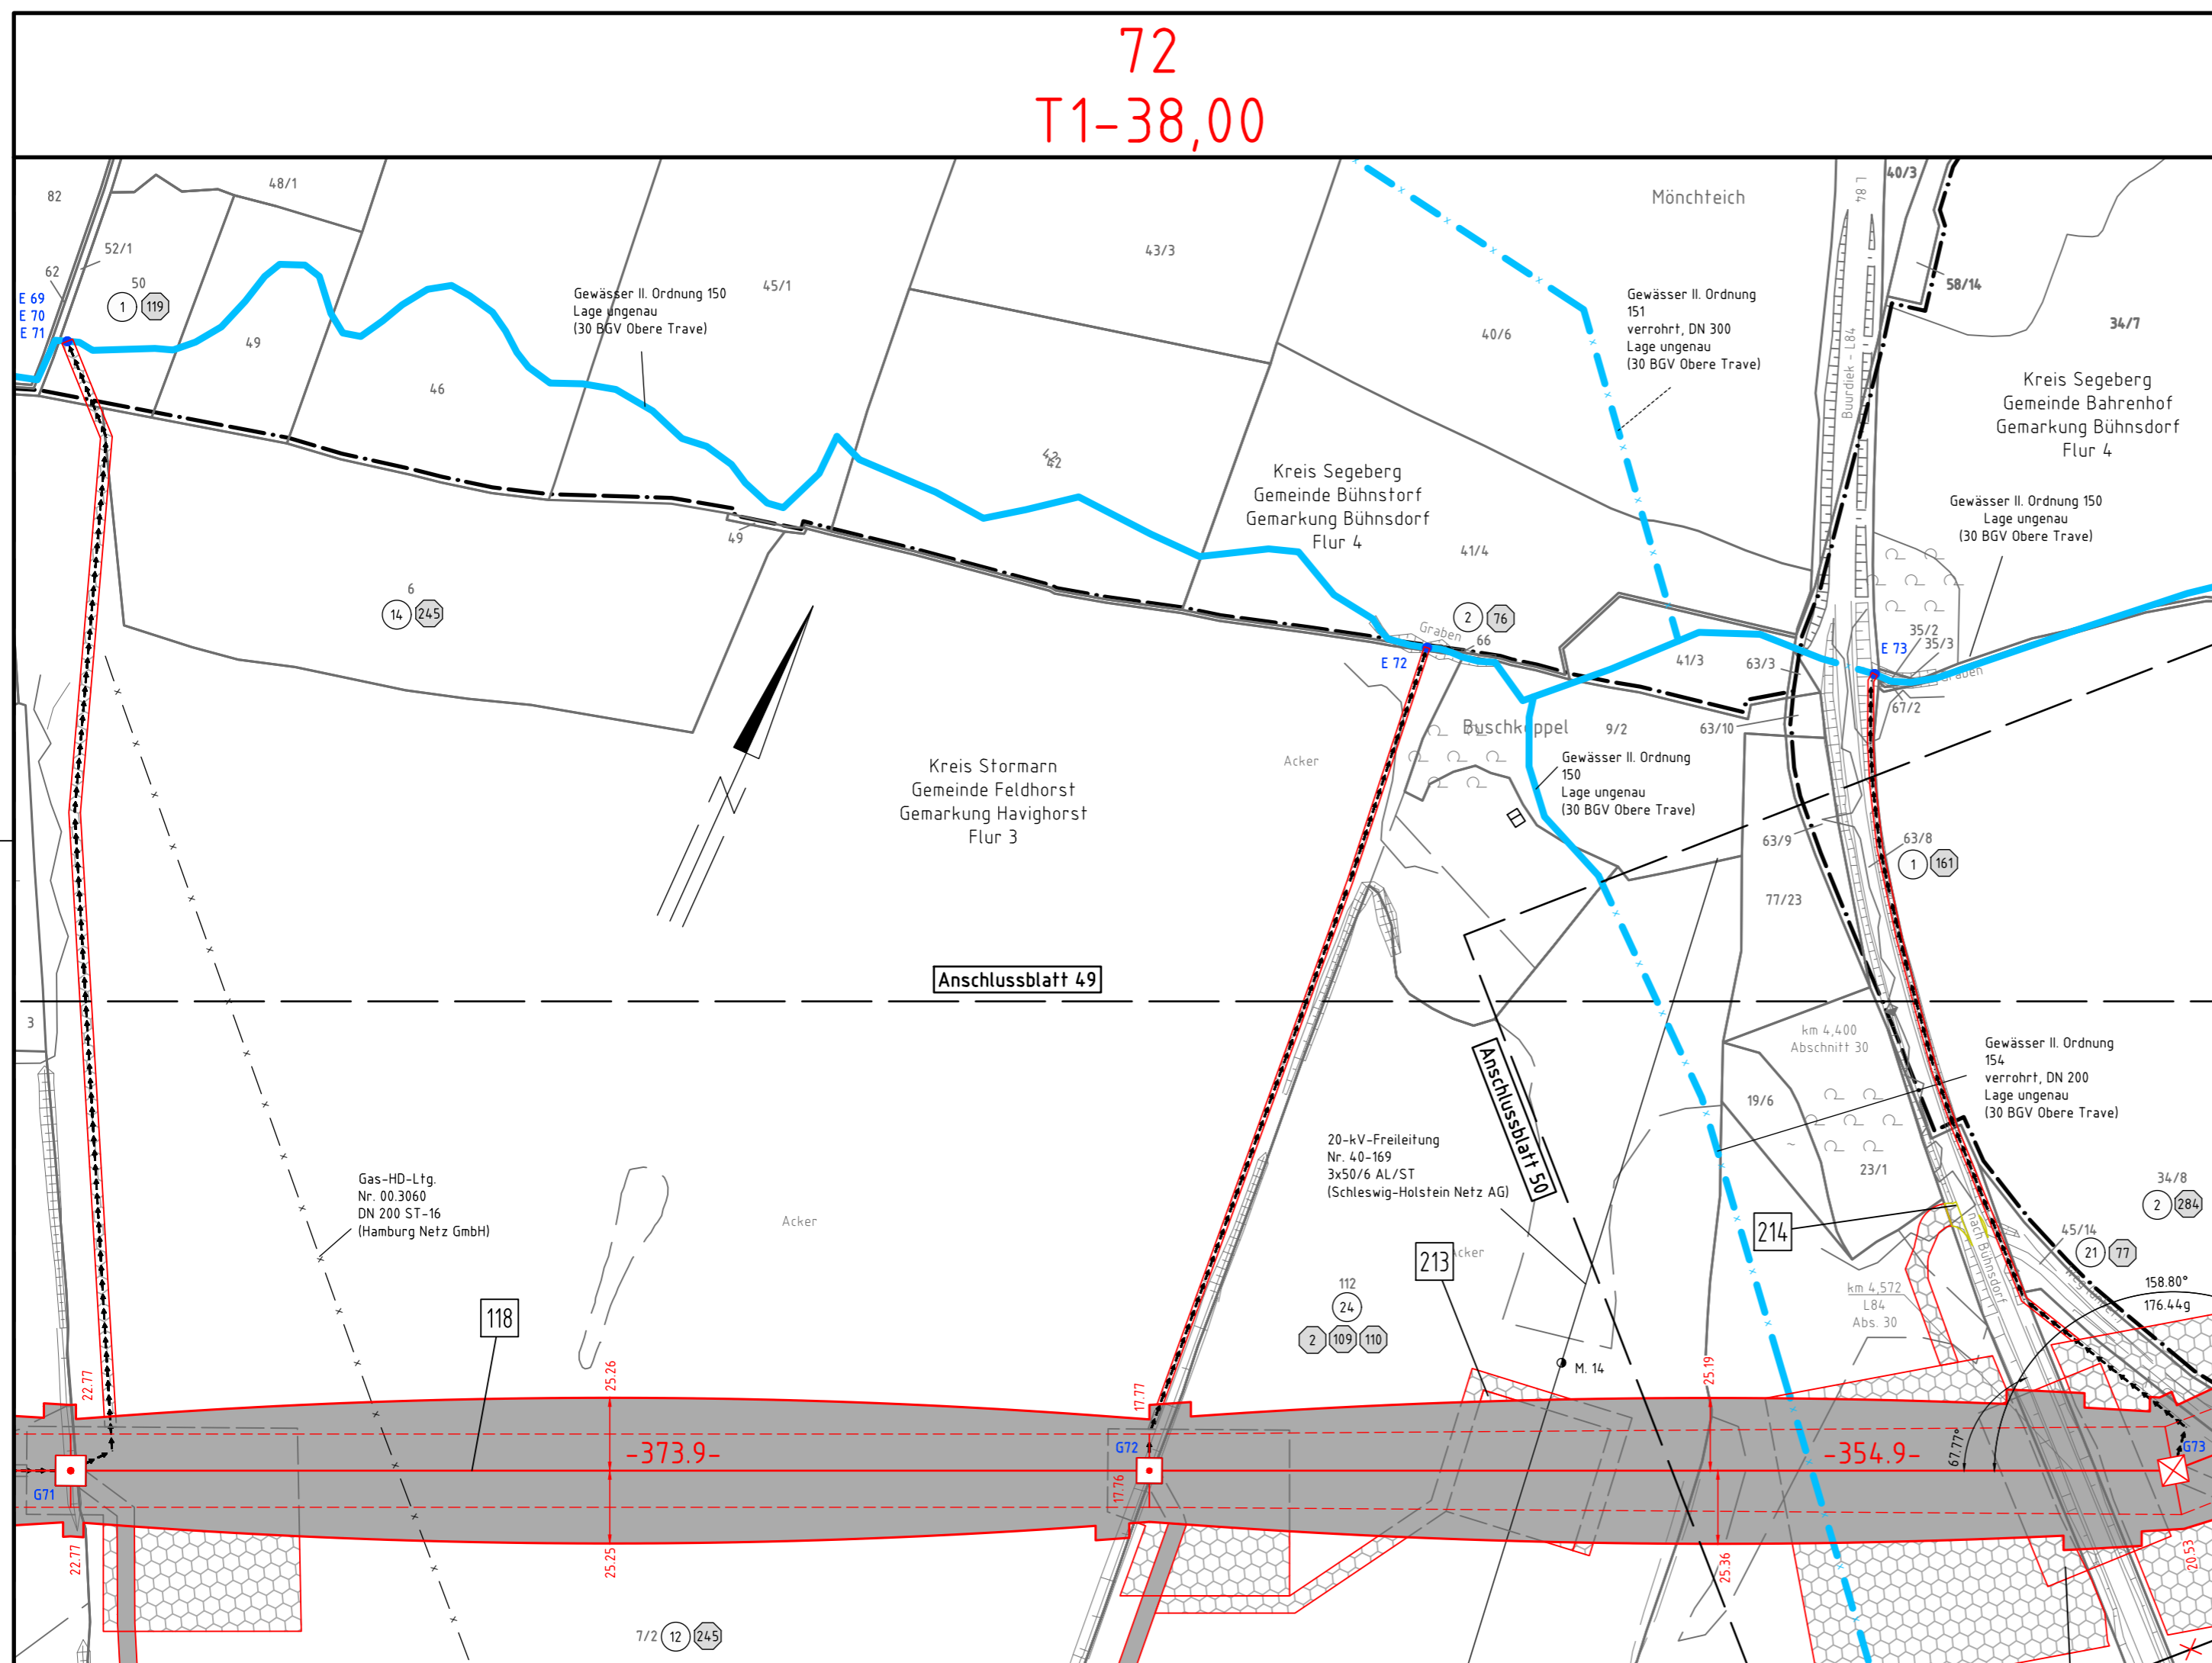 72
T1-38,00
82
48/1
52/1
62
50
1 119
E 69
E 70
E 71
49
46
Gewässer II. Ordnung 150
Lage ungenau
(30 BGV Obere Trave)
45/1
43/3
42
42
40/6
Mönchteich
Gewässer II. Ordnung
151
verrohrt, DN 300
Lage ungenau
(30 BGV Obere Trave)
L 84
Buurdiek - L84
40/3
58/14
34/7
Kreis Segeberg
Gemeinde Bahrenhof
Gemarkung Bühnsdorf
Flur 4
Kreis Segeberg
Gemeinde Bühnstorf
Gemarkung Bühnsdorf
Flur 4
41/4
Gewässer II. Ordnung 150
Lage ungenau
(30 BGV Obere Trave)
49
6
14 245
2 76
Graben
66
E 72
41/3
63/3
E 73
35/2
35/3
Graben
67/2
63/10
Buschkoppel
9/2
Acker
Gewässer II. Ordnung
150
Lage ungenau
(30 BGV Obere Trave)
Kreis Stormarn
Gemeinde Feldhorst
Gemarkung Havighorst
Flur 3
63/9
63/8
1 161
77/23
Anschlussblatt 49
3
km 4,400
Abschnitt 30
Gewässer II. Ordnung
154
verrohrt, DN 200
Lage ungenau
(30 BGV Obere Trave)
Anschlussblatt 50
19/6
23/1
20-kV-Freileitung
Nr. 40-169
3x50/6 AL/ST
(Schleswig-Holstein Netz AG)
Gas-HD-Ltg.
Nr. 00.3060
DN 200 ST-16
(Hamburg Netz GmbH)
Acker
34/8
2 284
214
nach Bühnsdorf
45/14
21 77
213
Acker
112
24
2 109 110
km 4,572
L84
Abs. 30
158.80°
176.44g
118
M. 14
22.77
25.26
17.77
25.19
67.77°
-373.9-
G72
-354.9-
G73
G71
17.76
22.77
25.25
25.36
20.53
7/2 12 245